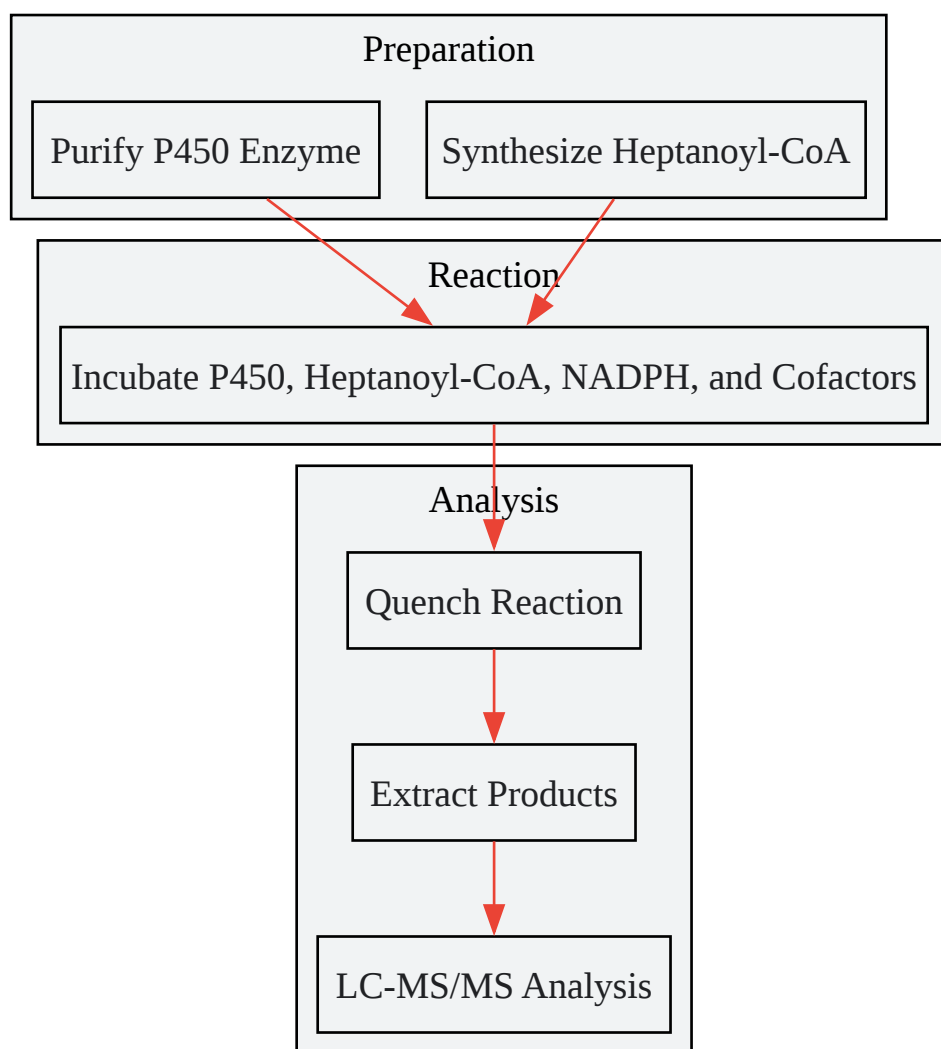 Preparation
Purify P450 Enzyme
Synthesize Heptanoyl-CoA
Reaction
Incubate P450, Heptanoyl-CoA, NADPH, and Cofactors
Analysis
Quench Reaction
Extract Products
LC-MS/MS Analysis